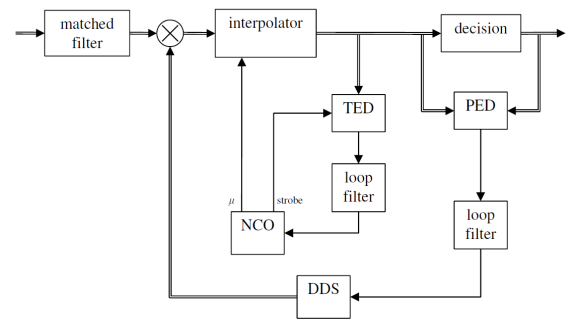 matched
filter
interpolator
decision
TED
PED
loop
filter
μ
strobe
NCO
loop
filter
DDS